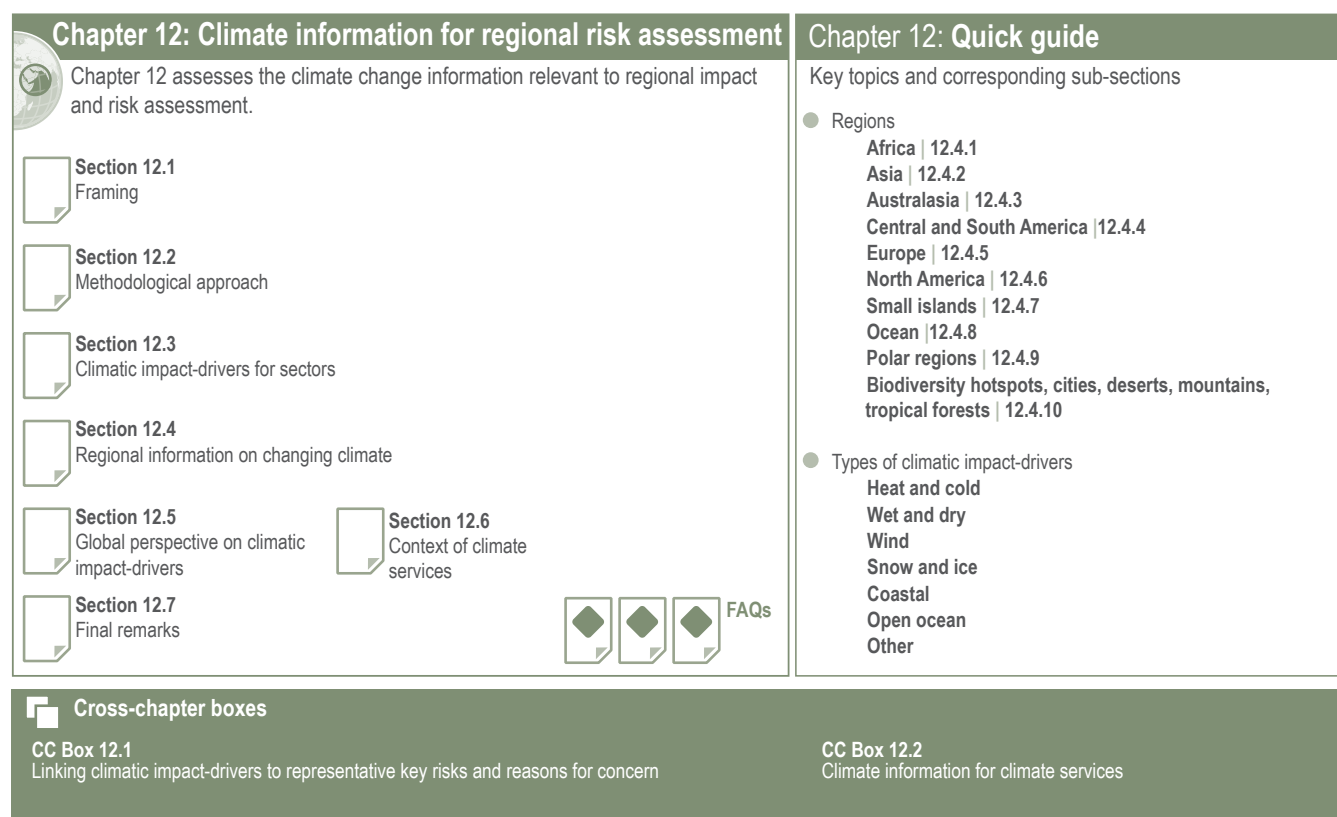 Chapter 12: Climate information for regional risk assessment
Chapter 12 assesses the climate change information relevant to regional impact
and risk assessment.
Section 12.1
Framing
Section 12.2
Methodological approach
Section 12.3
Climatic impact-drivers for sectors
Section 12.4
Regional information on changing climate
Section 12.5
Global perspective on climatic
impact-drivers
Section 12.6
Context of climate
services
Section 12.7
Final remarks
FAQs
Chapter 12: Quick guide
Key topics and corresponding sub-sections
Regions
Africa | 12.4.1
Asia | 12.4.2
Australasia | 12.4.3
Central and South America |12.4.4
Europe | 12.4.5
North America | 12.4.6
Small islands | 12.4.7
Ocean |12.4.8
Polar regions | 12.4.9
Biodiversity hotspots, cities, deserts, mountains,
tropical forests | 12.4.10
Types of climatic impact-drivers
Heat and cold
Wet and dry
Wind
Snow and ice
Coastal
Open ocean
Other
Cross-chapter boxes
CC Box 12.1
Linking climatic impact-drivers to representative key risks and reasons for concern
CC Box 12.2
Climate information for climate services